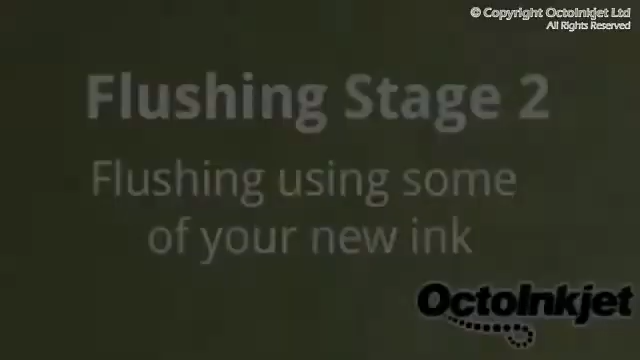 © Copyright OctoInkjet Ltd
All Rights Reserved
Flushing Stage 2
Flushing using some
of your new ink
OctoInkjet